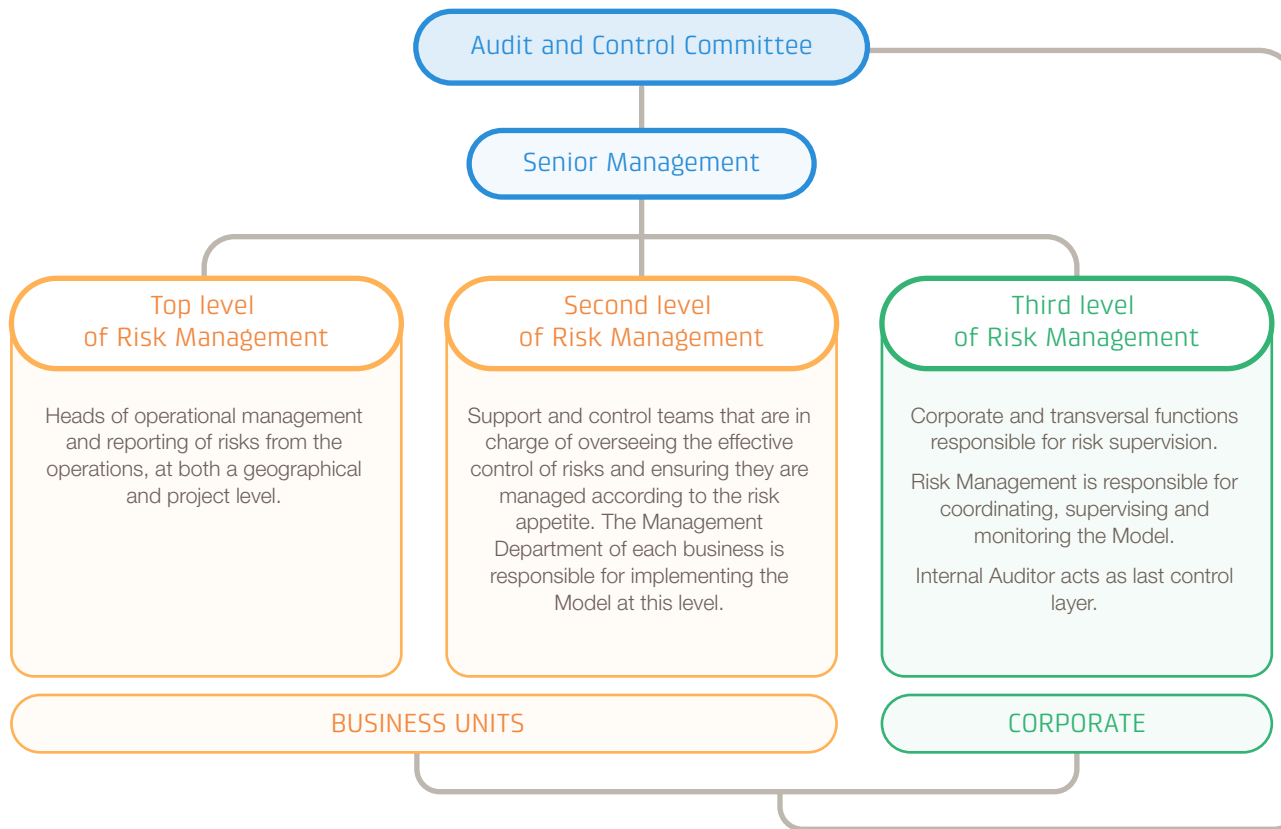 Audit and Control Committee
Senior Management
Top level
of Risk Management
Heads of operational management
and reporting of risks from the
operations, at both a geographical
and project level.
Second level
of Risk Management
Support and control teams that are in
charge of overseeing the effective
control of risks and ensuring they are
managed according to the risk
appetite. The Management
Department of each business is
responsible for implementing the
Model at this level.
Third level
of Risk Management
Corporate and transversal functions
responsible for risk supervision.
Risk Management is responsible for
coordinating, supervising and
monitoring the Model.
Internal Auditor acts as last control
layer.
BUSINESS UNITS
CORPORATE